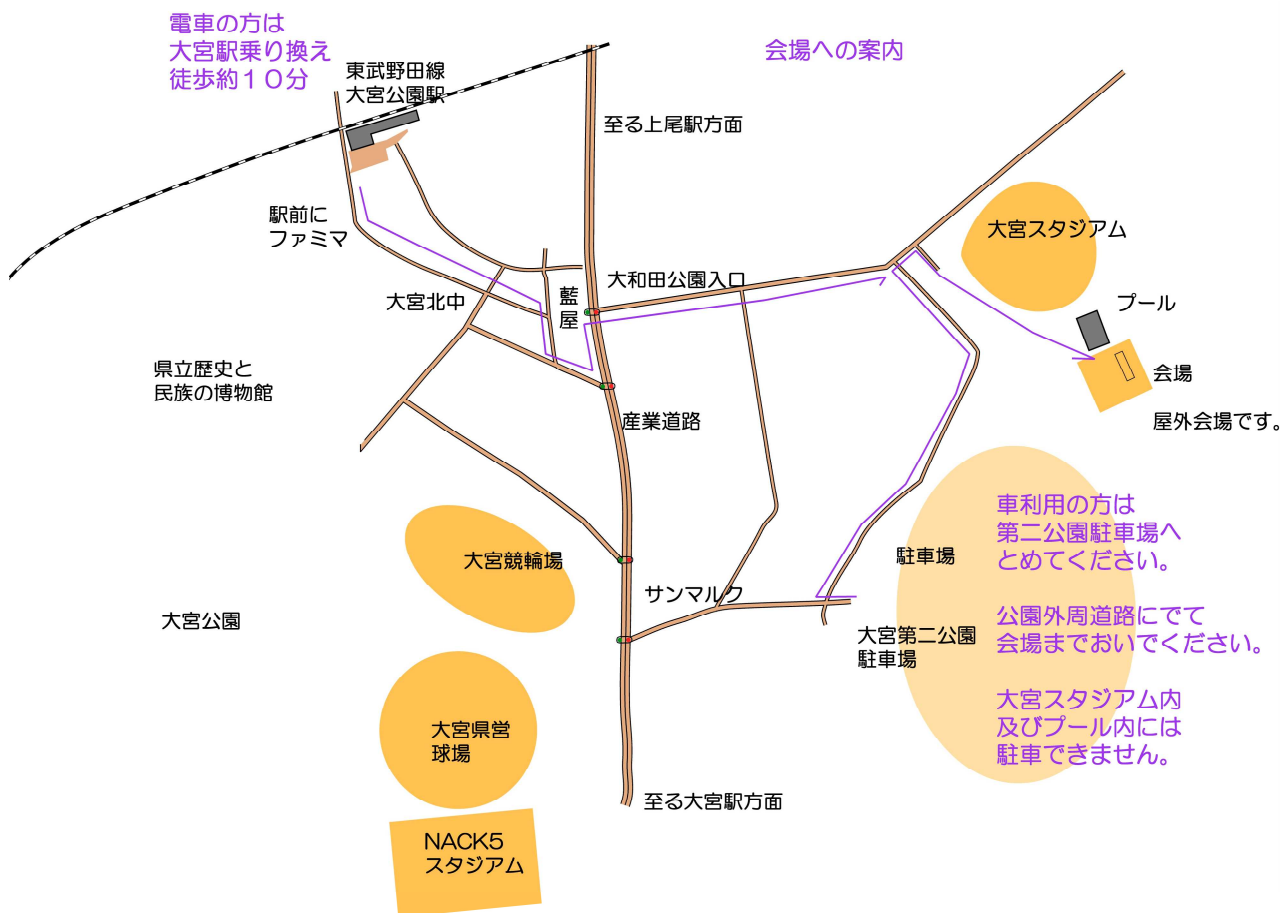 電車の方は
大宮駅乗り換え
徒歩約１０分
会場への案内
東武野田線
大宮公園駅
至る上尾駅方面
駅前に
ファミマ
大宮スタジアム
大和田公園入口
藍
屋
大宮北中
プール
県立歴史と
民族の博物館
会場
産業道路
屋外会場です。
車利用の方は
第二公園駐車場へ
とめてください。
大宮競輪場
駐車場
サンマルク
大宮公園
公園外周道路にでて
会場までおいでください。
大宮第二公園
駐車場
大宮スタジアム内
及びプール内には
駐車できません。
大宮県営
球場
至る大宮駅方面
NACK5
スタジアム